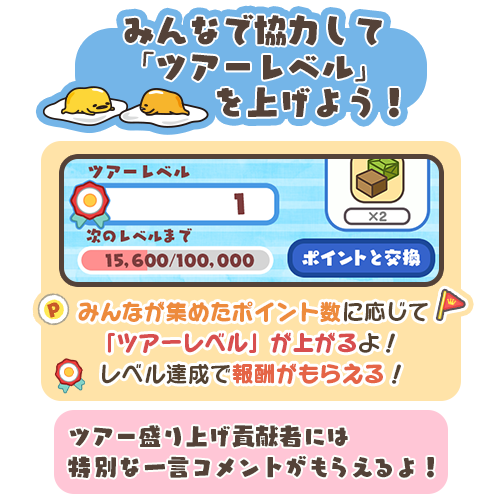 みんなで協力して
「ツアーレベル」
を上げよう!
ツアーレベル
1
×2
次のレベルまで
15,600/100,000
ポイントと交換
P
みんなが集めたポイント数に応じて
「ツアーレベル」が上がるよ!
レベル達成で報酬がもらえる!
ツアー盛り上げ貢献者には
特別な一言コメントがもらえるよ!